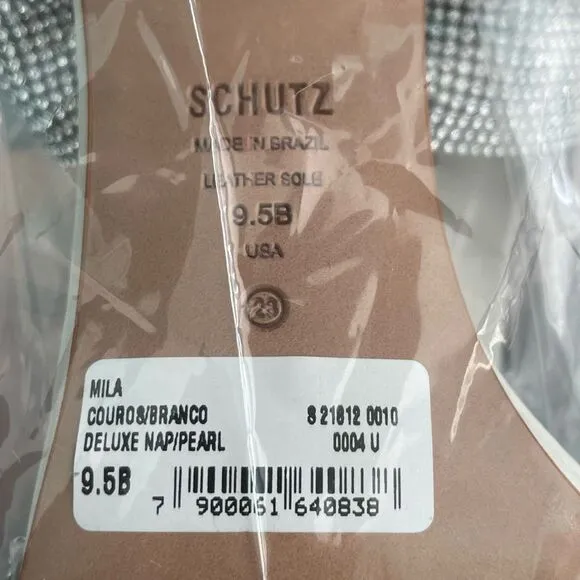 SCHUTZ
MADE IN BRAZIL
LEATHER SOLE
9.5B
USA
23
MILA
COURO&/BRANCO S 21812 0010
DELUXE NAP/PEARL 0004 U
9.5B
7 900061 640838